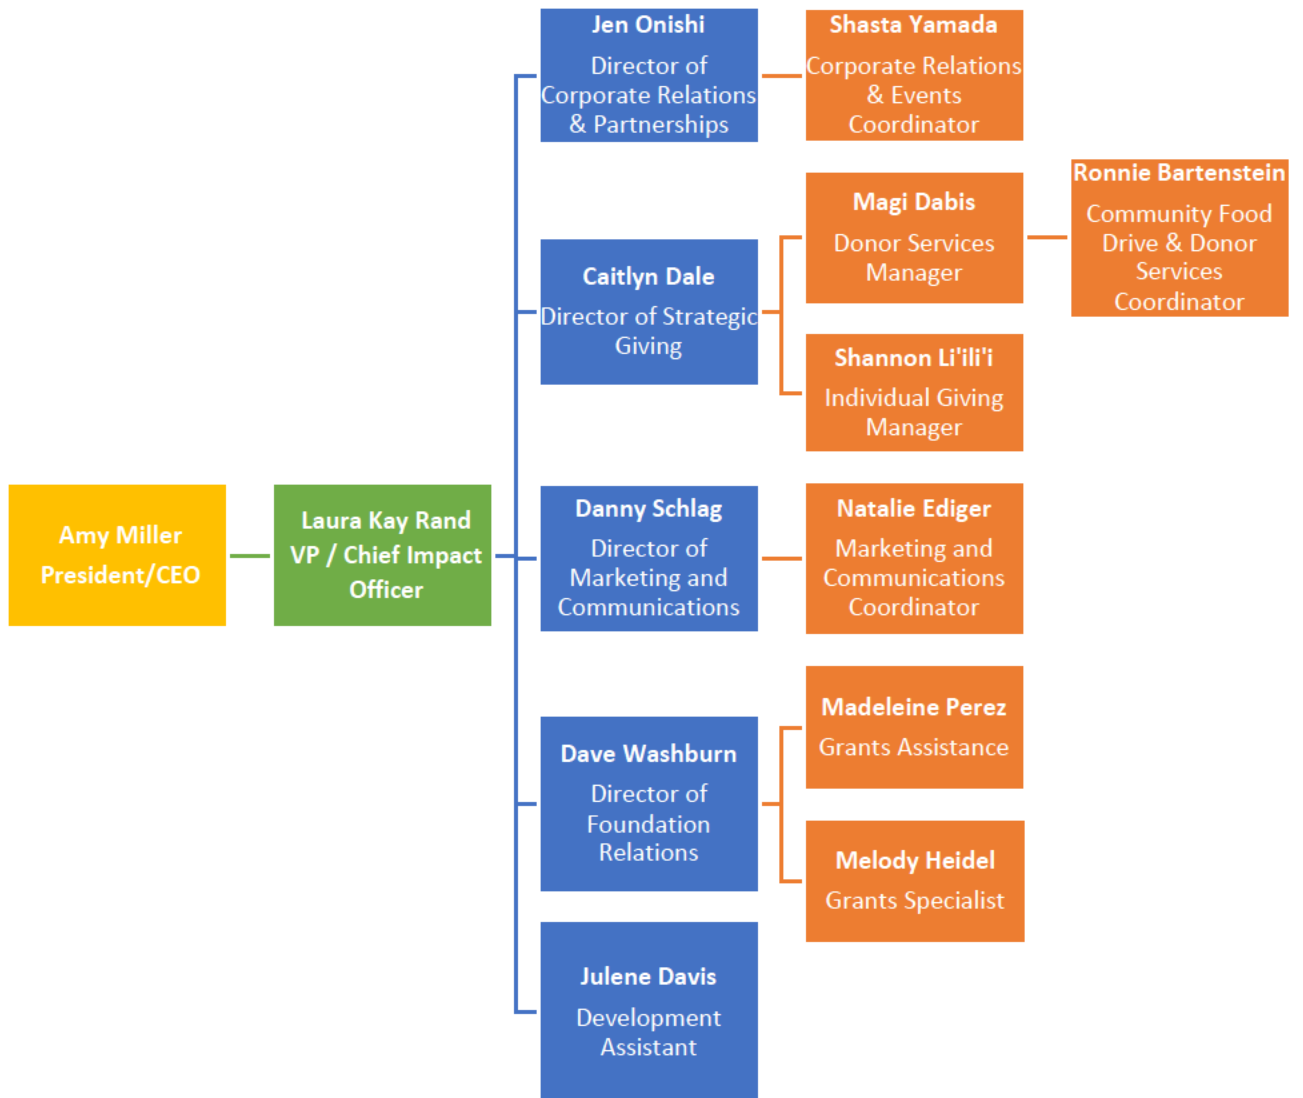 Amy Miller
President/CEO
Laura Kay Rand
VP / Chief Impact
Officer
Jen Onishi
Director of
Corporate Relations
& Partnerships
Shasta Yamada
Corporate Relations
& Events
Coordinator
Caitlyn Dale
Director of Strategic
Giving
Magi Dabis
Donor Services
Manager
Ronnie Bartenstein
Community Food
Drive & Donor
Services
Coordinator
Shannon Li'ili'i
Individual Giving
Manager
Danny Schlag
Director of
Marketing and
Communications
Natalie Ediger
Marketing and
Communications
Coordinator
Dave Washburn
Director of
Foundation
Relations
Madeleine Perez
Grants Assistance
Melody Heidel
Grants Specialist
Julene Davis
Development
Assistant